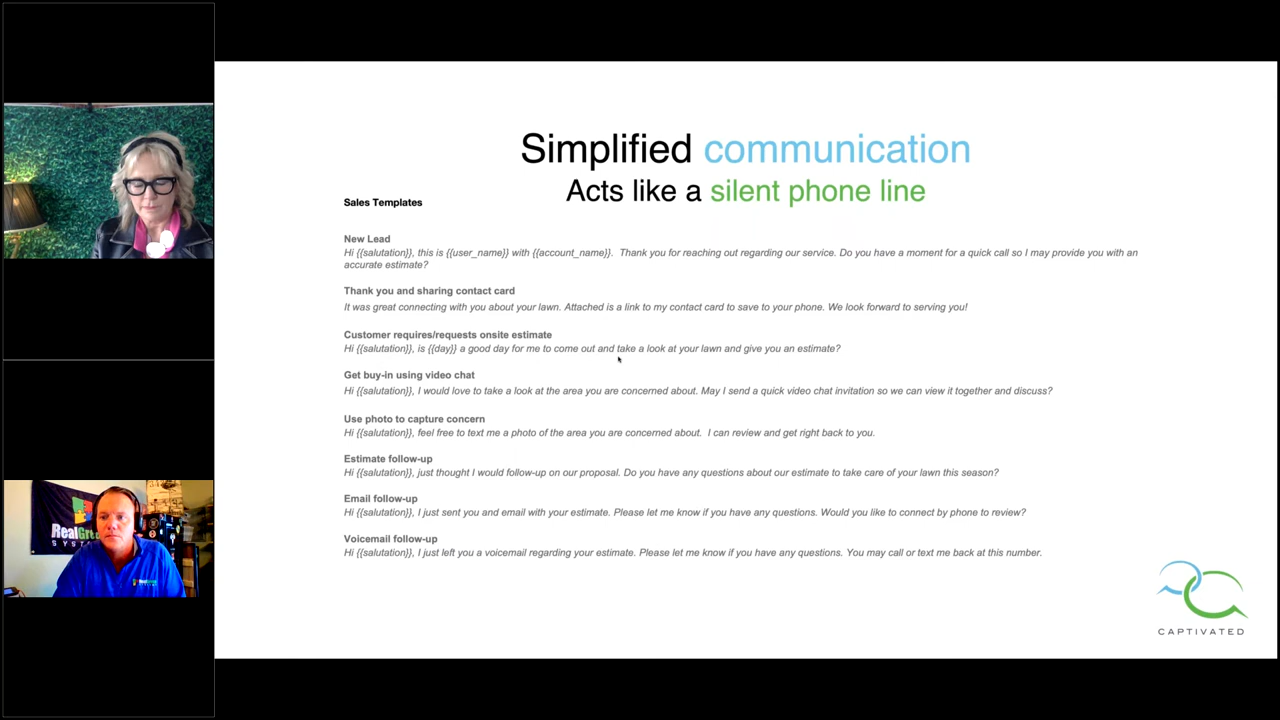 Simplified communication
Acts like a silent phone line
Sales Templates
New Lead
Hi {{salutation}}, this is {{user_name}} with {{account_name}}. Thank you for reaching out regarding our service. Do you have a moment for a quick call so I may provide you with an
accurate estimate?
Thank you and sharing contact card
It was great connecting with you about your lawn. Attached is a link to my contact card to save to your phone. We look forward to serving you!
Customer requires/requests onsite estimate
Hi {{salutation}}, is {{day}} a good day for me to come out and take a look at your lawn and give you an estimate?
Get buy-in using video chat
Hi {{salutation}}, I would love to take a look at the area you are concerned about. May I send a quick video chat invitation so we can view it together and discuss?
Use photo to capture concern
Hi {{salutation}}, feel free to text me a photo of the area you are concerned about. I can review and get right back to you.
Estimate follow-up
Hi {{salutation}}, just thought I would follow-up on our proposal. Do you have any questions about our estimate to take care of your lawn this season?
Email follow-up
Hi {{salutation}}, I just sent you and email with your estimate. Please let me know if you have any questions. Would you like to connect by phone to review?
Voicemail follow-up
Hi {{salutation}}, I just left you a voicemail regarding your estimate. Please let me know if you have any questions. You may call or text me back at this number.
CAPTIVATED